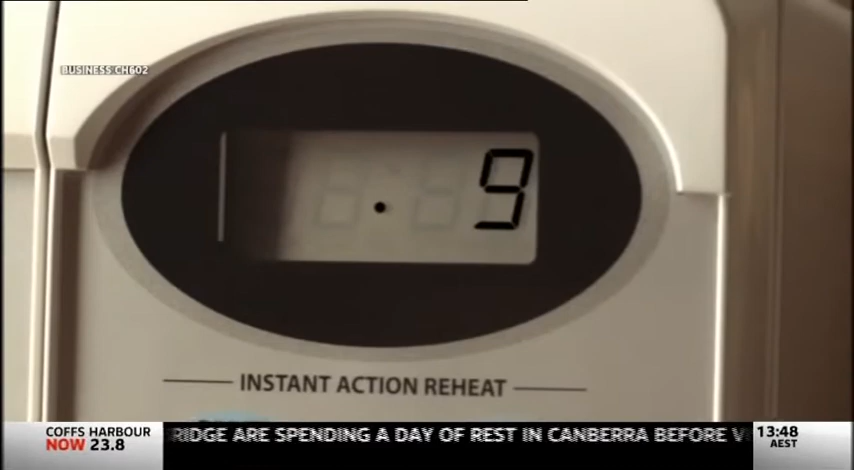 BUSINESS:CH602
9
INSTANT ACTION REHEAT
COFFS HARBOUR
NOW 23.8
RIDGE ARE SPENDING A DAY OF REST IN CANBERRA BEFORE
13:48
AEST